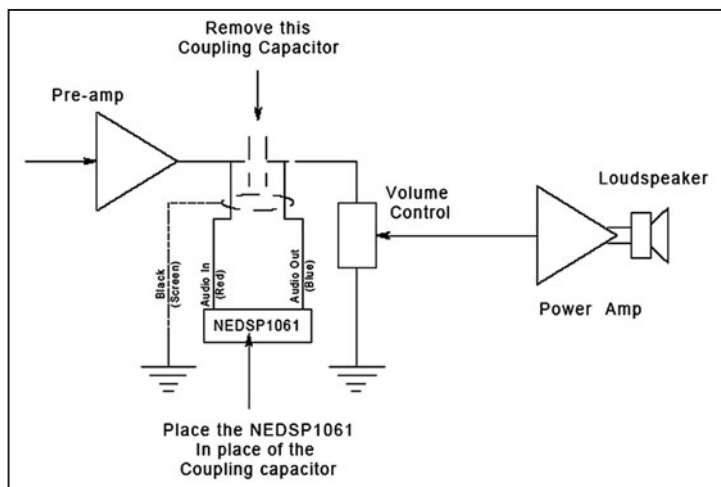 Remove this
Coupling Capacitor
Pre-amp
Loudspeaker
Volume
Control
Black
(Screen)
Audio In
(Red)
Audio Out
(Blue)
NEDSP1061
Power Amp
Place the NEDSP1061
In place of the
Coupling capacitor